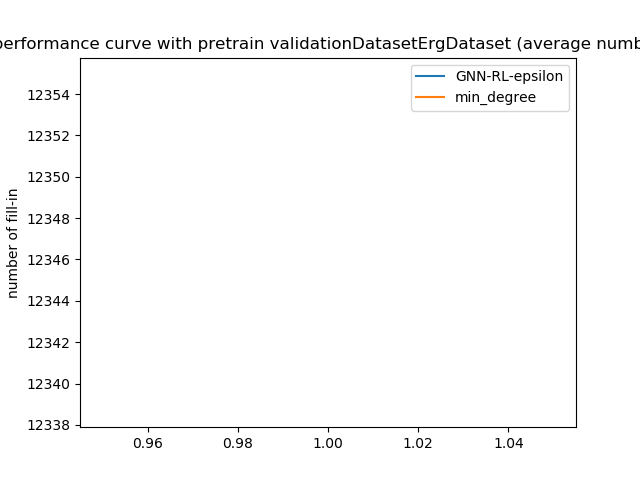 performance curve with pretrain validationDatasetErgDataset (average
GNN-RL-epsilon
min_degree
number of fill-in
12354
12352
12350
12348
12346
12344
12342
12340
12338
0.96 0.98 1.00 1.02 1.04